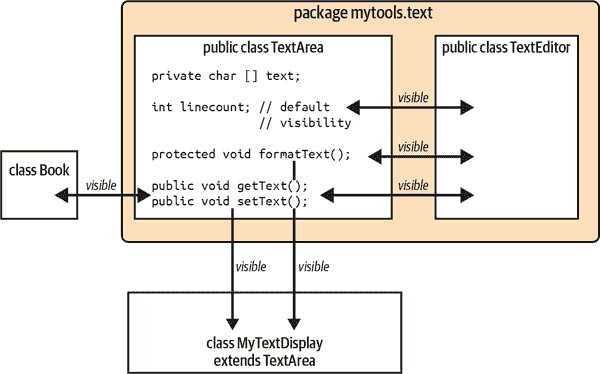 package mytools.text
public class TextArea
public class TextEditor
private char [] text;
int linecount; // default
// visibility
visible
protected void formatText();
visible
class Book
visible
public void getText();
public void setText();
visible
visible
visible
class MyTextDisplay
extends TextArea